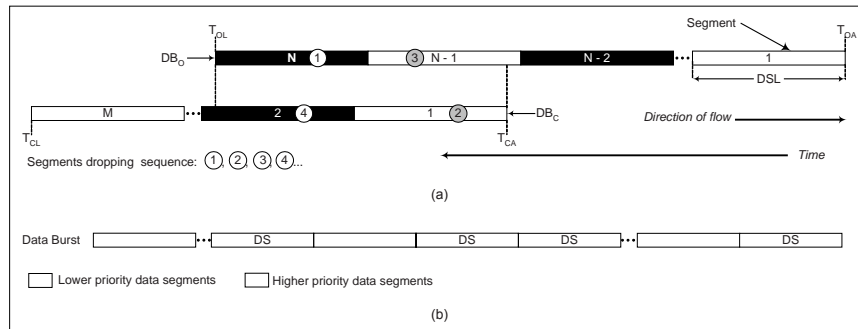 T_OL Segment T_OA
DB_O N 1 3 N - 1 N - 2 1
DSL
M 2 4 1 2 DB_C
T_CL T_CA Direction of flow
Segments dropping sequence: 1, 2, 3, 4...
Time
(a)
Data Burst DS DS DS DS
Lower priority data segments Higher priority data segments
(b)